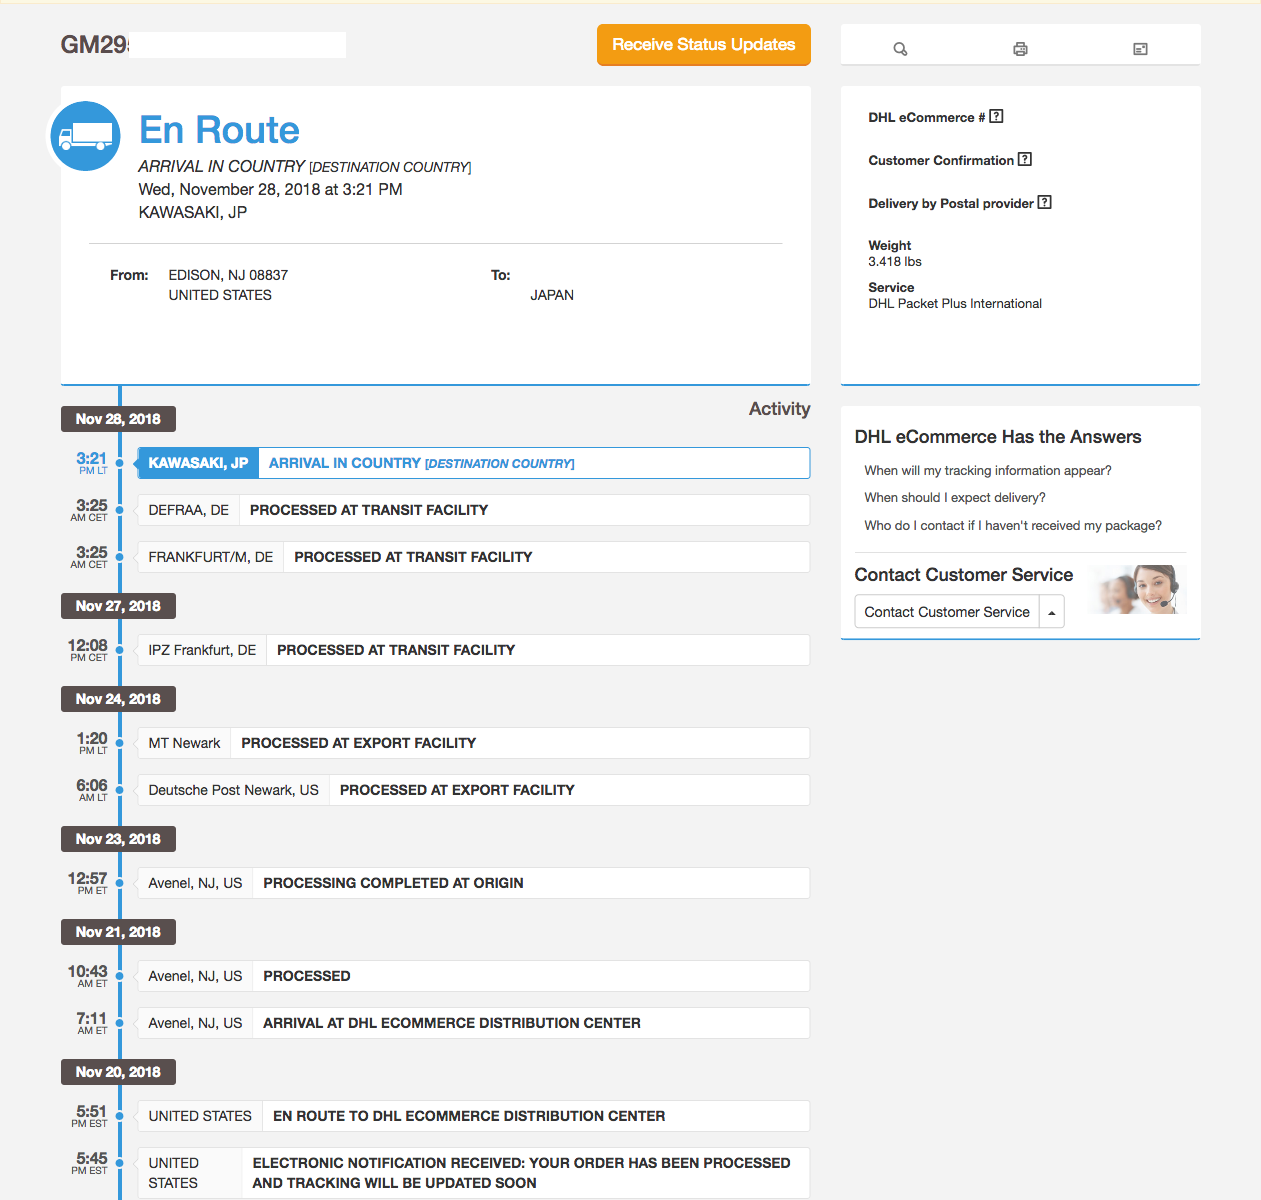 GM29
Receive Status Updates
En Route
ARRIVAL IN COUNTRY [DESTINATION COUNTRY]
Wed, November 28, 2018 at 3:21 PM
KAWASAKI, JP
From: EDISON, NJ 08837
UNITED STATES
To:
JAPAN
DHL eCommerce # [?]
Customer Confirmation [?]
Delivery by Postal provider [?]
Weight
3.418 lbs
Service
DHL Packet Plus International
Activity
Nov 28, 2018
3:21 PM LT KAWASAKI, JP ARRIVAL IN COUNTRY [DESTINATION COUNTRY]
3:25 AM CET DEFRAA, DE PROCESSED AT TRANSIT FACILITY
3:25 AM CET FRANKFURT/M, DE PROCESSED AT TRANSIT FACILITY
Nov 27, 2018
12:08 PM CET IPZ Frankfurt, DE PROCESSED AT TRANSIT FACILITY
Nov 24, 2018
1:20 PM LT MT Newark PROCESSED AT EXPORT FACILITY
6:06 AM LT Deutsche Post Newark, US PROCESSED AT EXPORT FACILITY
Nov 23, 2018
12:57 PM ET Avenel, NJ, US PROCESSING COMPLETED AT ORIGIN
Nov 21, 2018
10:43 AM ET Avenel, NJ, US PROCESSED
7:11 AM ET Avenel, NJ, US ARRIVAL AT DHL ECOMMERCE DISTRIBUTION CENTER
Nov 20, 2018
5:51 PM EST UNITED STATES EN ROUTE TO DHL ECOMMERCE DISTRIBUTION CENTER
5:45 PM EST UNITED STATES ELECTRONIC NOTIFICATION RECEIVED: YOUR ORDER HAS BEEN PROCESSED
AND TRACKING WILL BE UPDATED SOON
DHL eCommerce Has the Answers
When will my tracking information appear?
When should I expect delivery?
Who do I contact if I haven't received my package?
Contact Customer Service
Contact Customer Service